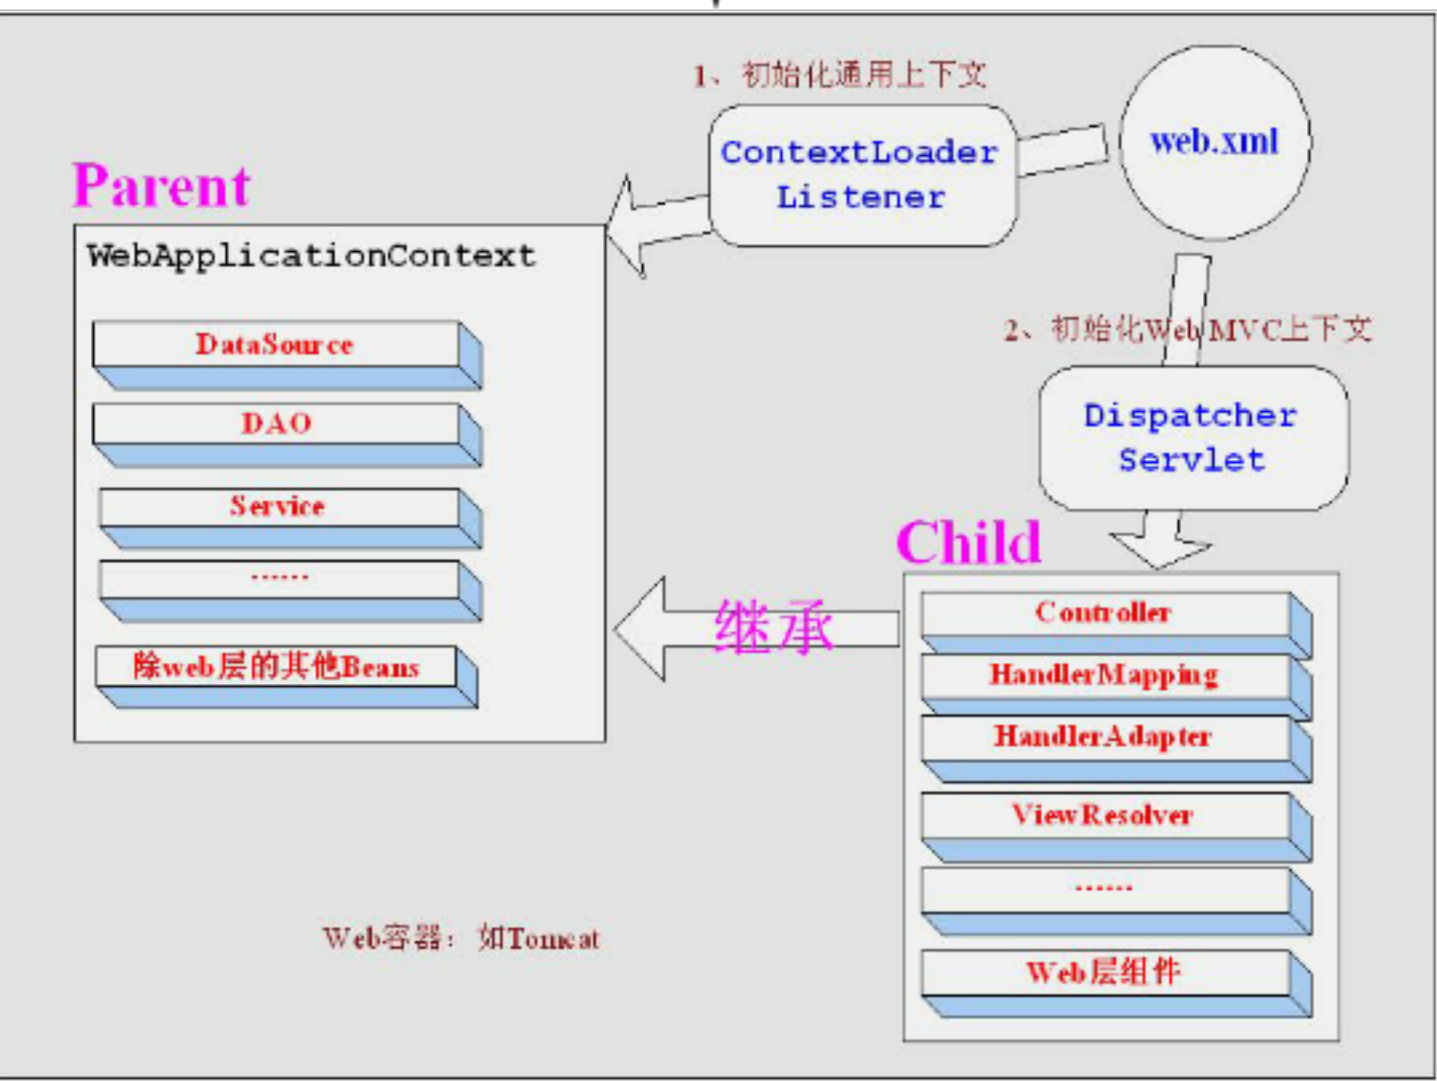 1、初始化通用上下文
ContextLoader
Listener
web.xml
Parent
WebApplicationContext
DataSource
DAO
Service
......
除web层的其他Beans
2、初始化Web MVC上下文
Dispatcher
Servlet
Child
继承
Controller
HandlerMapping
HandlerAdapter
ViewResolver
......
Web层组件
Web容器：如Tomcat